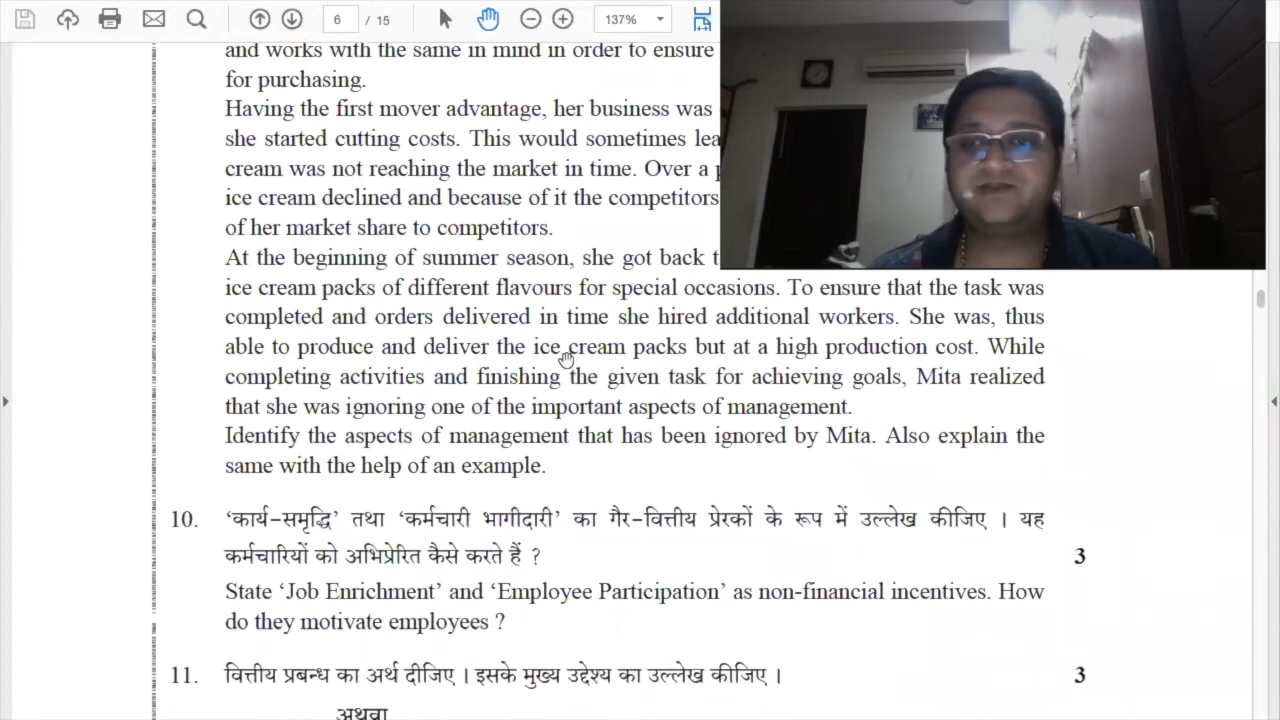 6 / 15
137%
and works with the same in mind in order to ensure
for purchasing.
Having the first mover advantage, her business was
she started cutting costs. This would sometimes
cream was not reaching the market in time. Over a
ice cream declined and because of it the competitors
of her market share to competitors.
At the beginning of summer season, she got back
ice cream packs of different flavours for special occasions. To ensure that the task was
completed and orders delivered in time she hired additional workers. She was, thus
able to produce and deliver the ice cream packs but at a high production cost. While
completing activities and finishing the given task for achieving goals, Mita realized
that she was ignoring one of the important aspects of management.
Identify the aspects of management that has been ignored by Mita. Also explain the
same with the help of an example.
10. ‘कार्य-समृद्धि’ तथा ‘कर्मचारी भागीदारी’ का गैर-वित्तीय प्रेरकों के रूप में उल्लेख कीजिए । यह
कर्मचारियों को अभिप्रेरित कैसे करते हैं ? 3
State ‘Job Enrichment’ and ‘Employee Participation’ as non-financial incentives. How
do they motivate employees ?
11. वित्तीय प्रबन्ध का अर्थ दीजिए । इसके मुख्य उद्देश्य का उल्लेख कीजिए । 3
अथवा